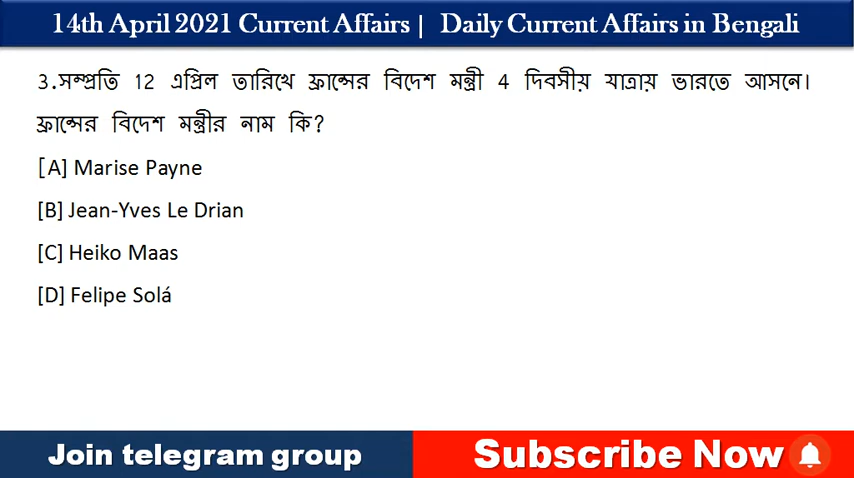 14th April 2021 Current Affairs | Daily Current Affairs in Bengali
3.সম্প্রতি 12 এপ্রিল তারিখে ফ্রান্সের বিদেশ মন্ত্রী 4 দিবসীয় যাত্রায় ভারতে আসনে।
ফ্রান্সের বিদেশ মন্ত্রীর নাম কি?
[A] Marise Payne
[B] Jean-Yves Le Drian
[C] Heiko Maas
[D] Felipe Solá
Join telegram group
Subscribe Now